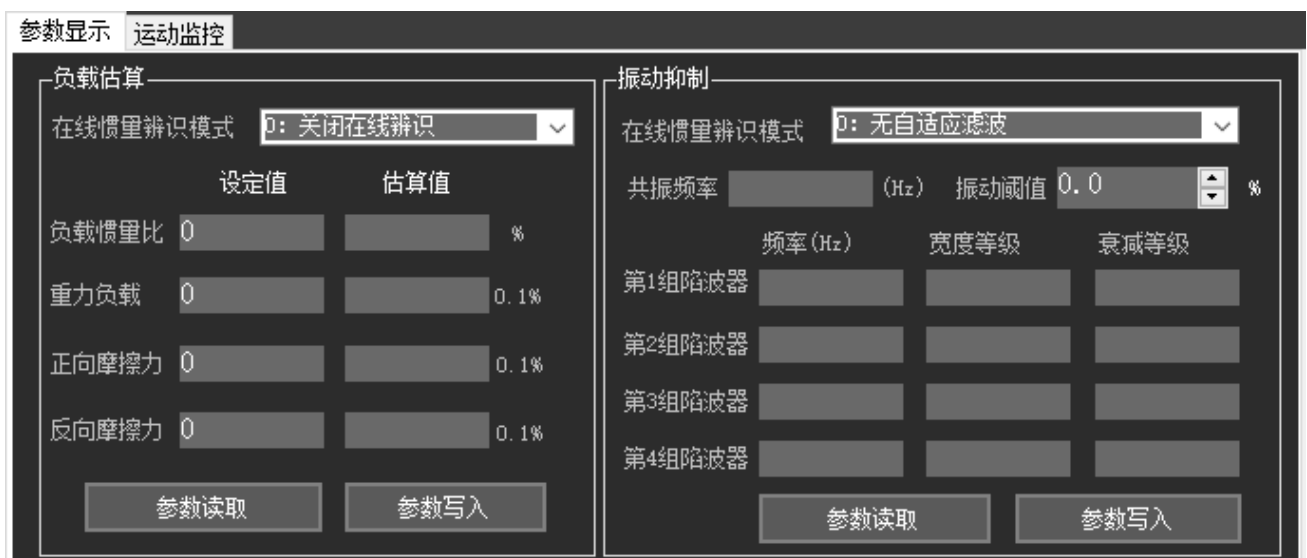 参数显示 运动监控
负载估算
在线惯量辨识模式 0: 关闭在线辨识
设定值 估算值
负载惯量比 0 %
重力负载 0 0.1%
正向摩擦力 0 0.1%
反向摩擦力 0 0.1%
参数读取 参数写入
振动抑制
在线惯量辨识模式 0: 无自适应滤波
共振频率 (Hz) 振动阈值 0.0 %
频率(Hz) 宽度等级 衰减等级
第1组陷波器
第2组陷波器
第3组陷波器
第4组陷波器
参数读取 参数写入